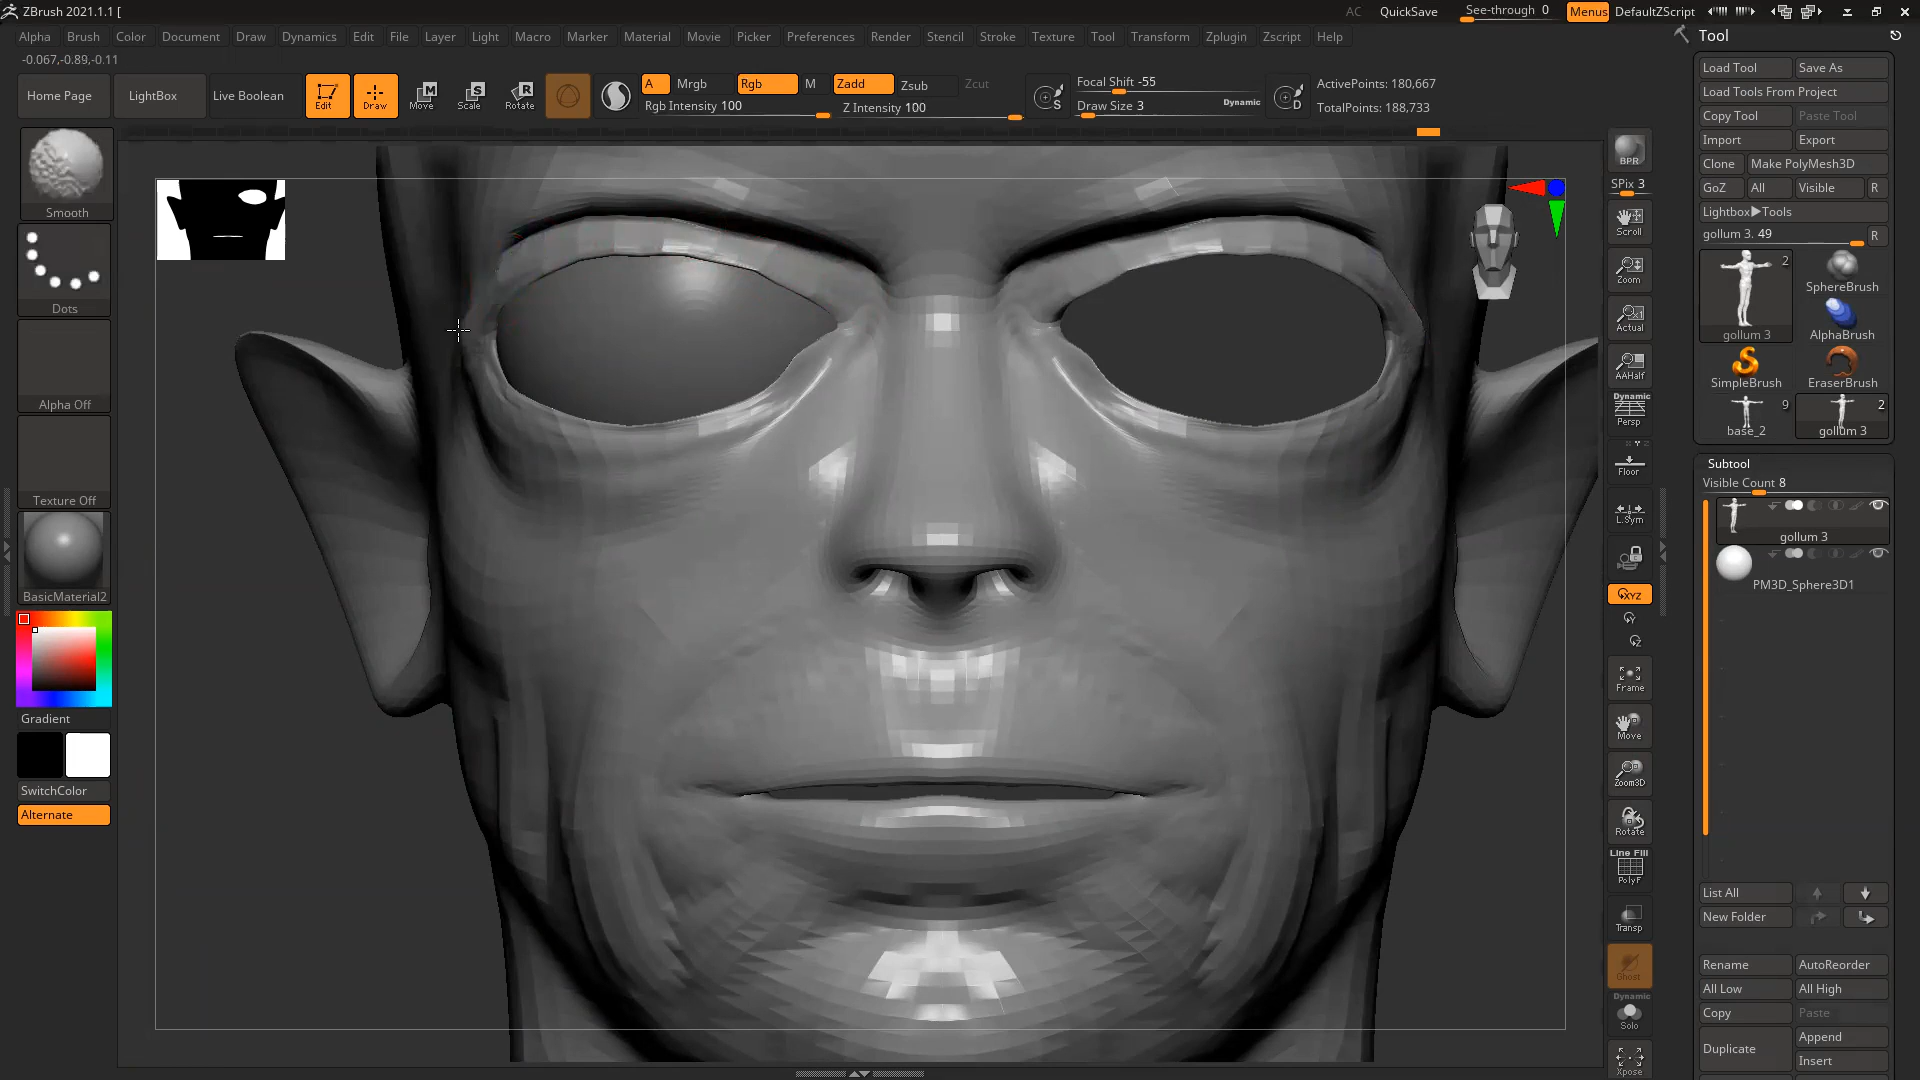 ZBrush 2021.1.1 [
AC QuickSave See-through 0 Menus DefaultZScript
Alpha Brush Color Document Draw Dynamics Edit File Layer Light Macro Marker Material Movie Picker Preferences Render Stencil Stroke Texture Tool Transform Zplugin Zscript Help
-0.067,-0.89,-0.11
Home Page LightBox Live Boolean Edit Draw Move Scale Rotate
A Mrgb Rgb M Zadd Zsub Zcut
Rgb Intensity 100 Z Intensity 100
Focal Shift -55
Draw Size 3 Dynamic
ActivePoints: 180,667
TotalPoints: 188,733
Smooth
Dots
Alpha Off
Texture Off
BasicMaterial2
Gradient
SwitchColor
Alternate
BPR
SPix 3
Scroll
Zoom
Actual
AAHalf
Dynamic
Persp
Floor
L.Sym
XYZ
Y
Z
Frame
Move
Zoom3D
Rotate
Line Fill
PolyF
Transp
Ghost
Dynamic
Solo
Xpose
Tool
Load Tool Save As
Load Tools From Project
Copy Tool Paste Tool
Import Export
Clone Make PolyMesh3D
GoZ All Visible R
Lightbox▶Tools
gollum 3. 49 R
2
gollum 3
SphereBrush
AlphaBrush
SimpleBrush
EraserBrush
9
base_2
2
gollum 3
Subtool
Visible Count 8
gollum 3
PM3D_Sphere3D1
List All
New Folder
Rename AutoReorder
All Low All High
Copy Paste
Duplicate Append
Insert